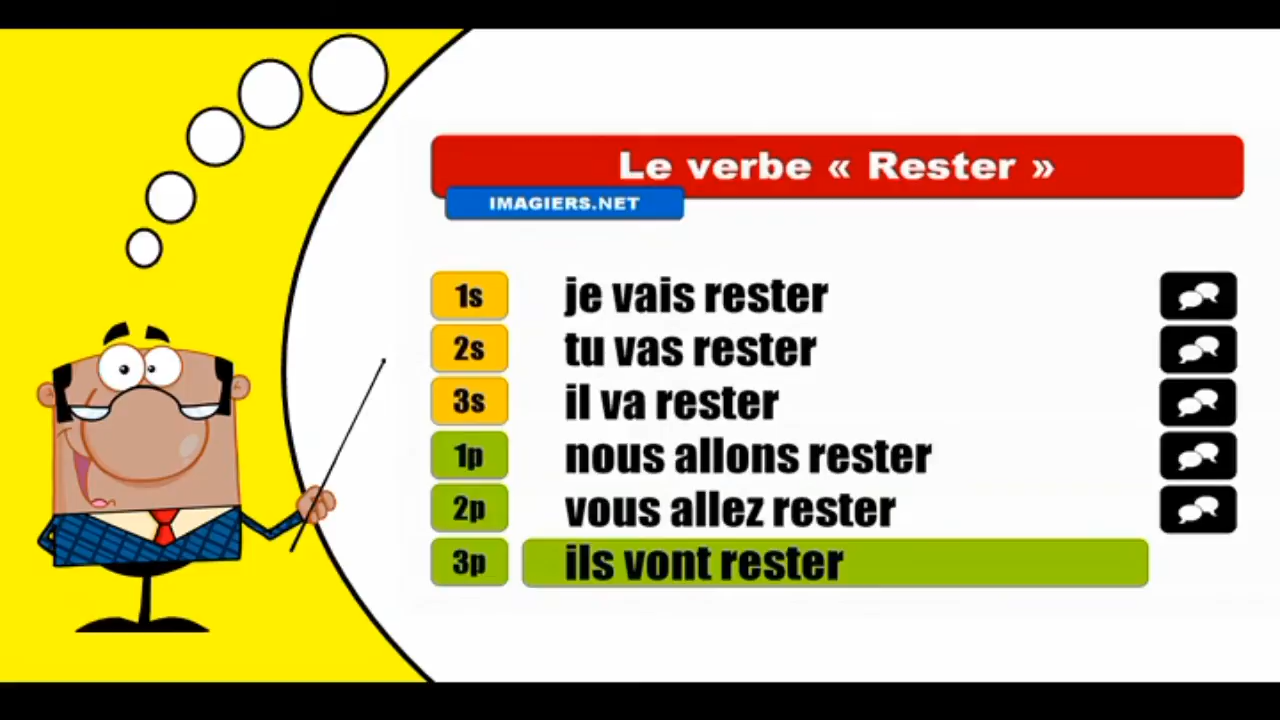 Le verbe « Rester »
IMAGIERS.NET
1s je vais rester
2s tu vas rester
3s il va rester
1p nous allons rester
2p vous allez rester
3p ils vont rester